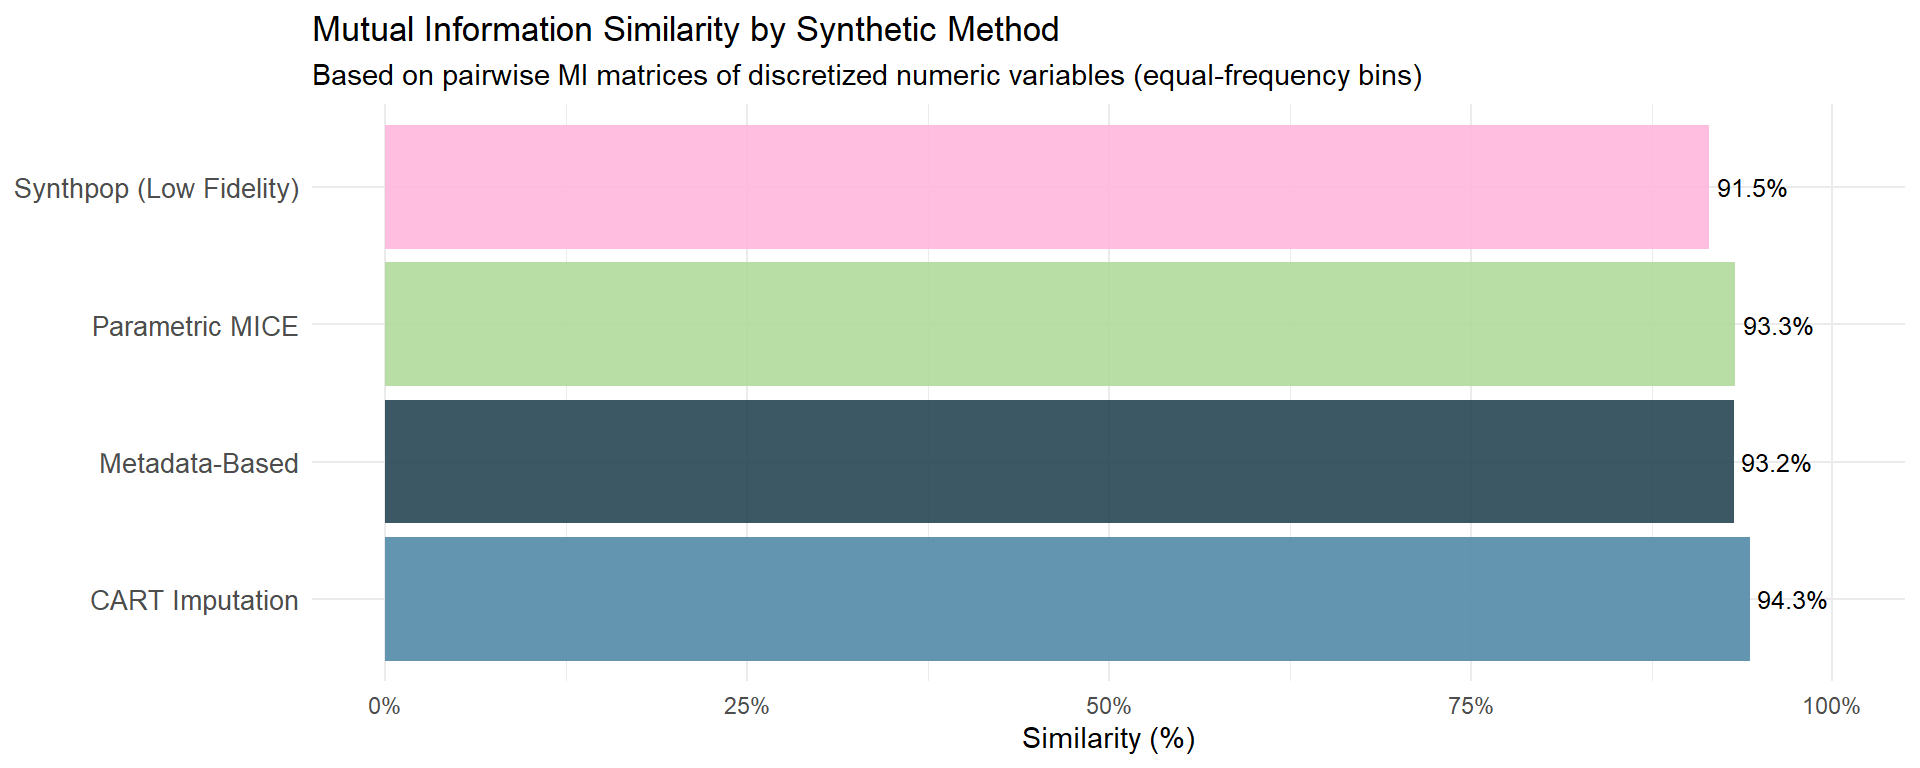 Mutual Information Similarity by Synthetic Method
Based on pairwise MI matrices of discretized numeric variables (equal-frequency bins)
Synthpop (Low Fidelity)
91.5%
Parametric MICE
93.3%
Metadata-Based
93.2%
CART Imputation
94.3%
0% 25% 50% 75% 100%
Similarity (%)